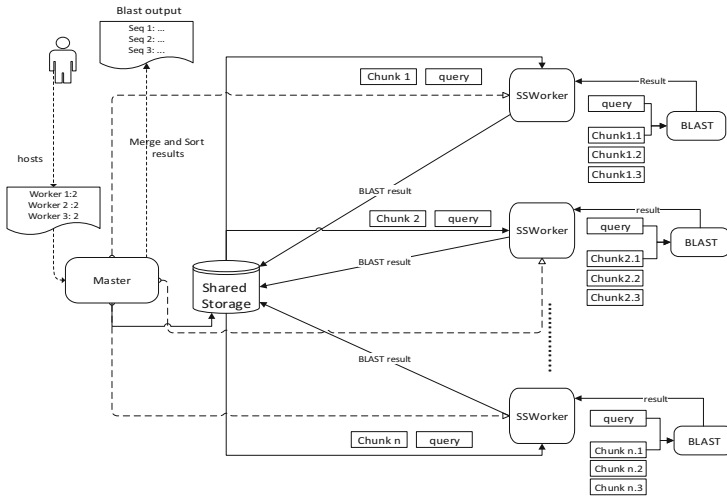 Blast output
Seq 1: ...
Seq 2: ...
Seq 3: ...
hosts
Worker 1:2
Worker 2 :2
Worker 3: 2
Merge and Sort
results
Master
Shared
Storage
Chunk 1
query
SSWorker
BLAST result
Result
query
Chunk1.1
Chunk1.2
Chunk1.3
BLAST
Chunk 2
query
SSWorker
BLAST result
result
query
Chunk2.1
Chunk2.2
Chunk2.3
BLAST
BLAST result
Chunk n
query
SSWorker
result
query
Chunk n.1
Chunk n.2
Chunk n.3
BLAST